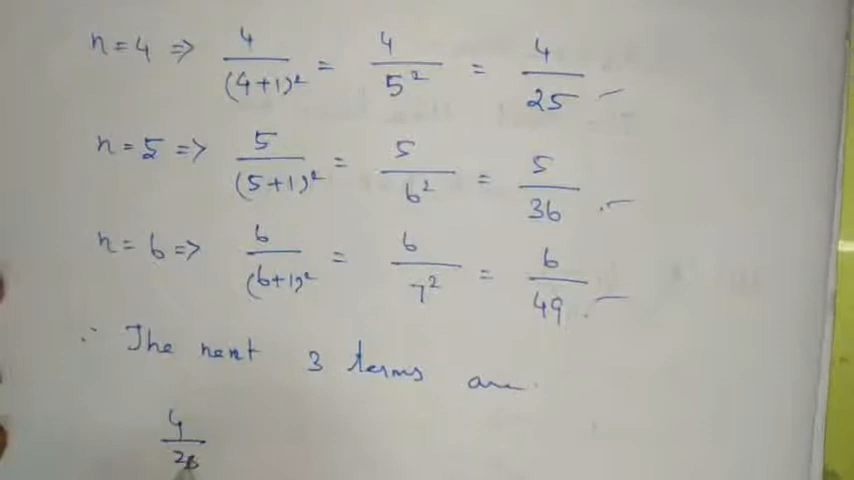 n = 4 => 4/(4+1)² = 4/5² = 4/25
n = 5 => 5/(5+1)² = 5/6² = 5/36
n = 6 => 6/(6+1)² = 6/7² = 6/49
∴ The next 3 terms are
4/25